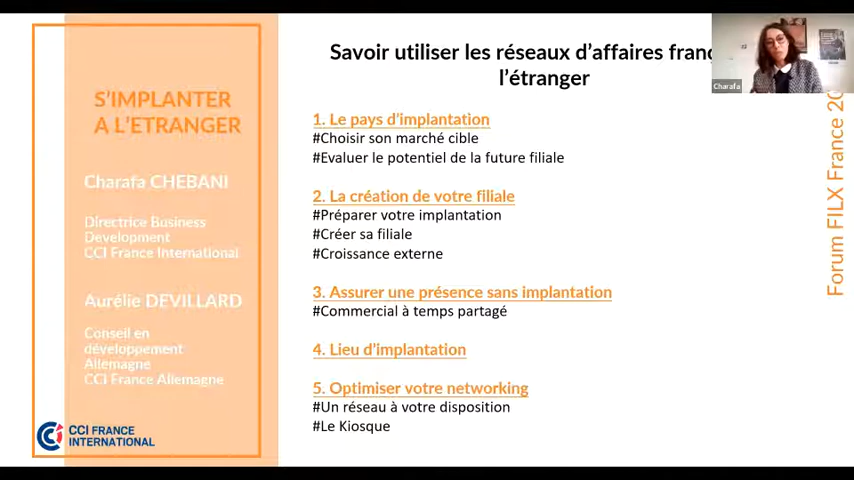 S'IMPLANTER
A L'ETRANGER
Charafa CHEBANI
Directrice Business
Development
CCI France International
Aurélie DEVILLARD
Conseil en
développement
Allemagne
CCI France Allemagne
CCI FRANCE
INTERNATIONAL
Savoir utiliser les réseaux d'affaires
l'étranger
1. Le pays d'implantation
#Choisir son marché cible
#Evaluer le potentiel de la future filiale
2. La création de votre filiale
#Préparer votre implantation
#Créer sa filiale
#Croissance externe
3. Assurer une présence sans implantation
#Commercial à temps partagé
4. Lieu d'implantation
5. Optimiser votre networking
#Un réseau à votre disposition
#Le Kiosque
Charafa
Forum FILX France